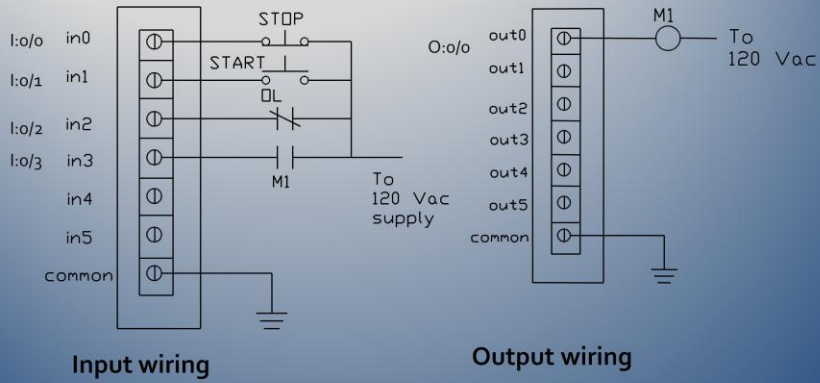 STOP
I:0/0 in0
START
I:0/1 in1
OL
I:0/2 in2
I:0/3 in3
M1
in4
To
120 Vac
supply
in5
common
Input wiring
M1
O:0/0 out0
To
120 Vac
out1
out2
out3
out4
out5
common
Output wiring